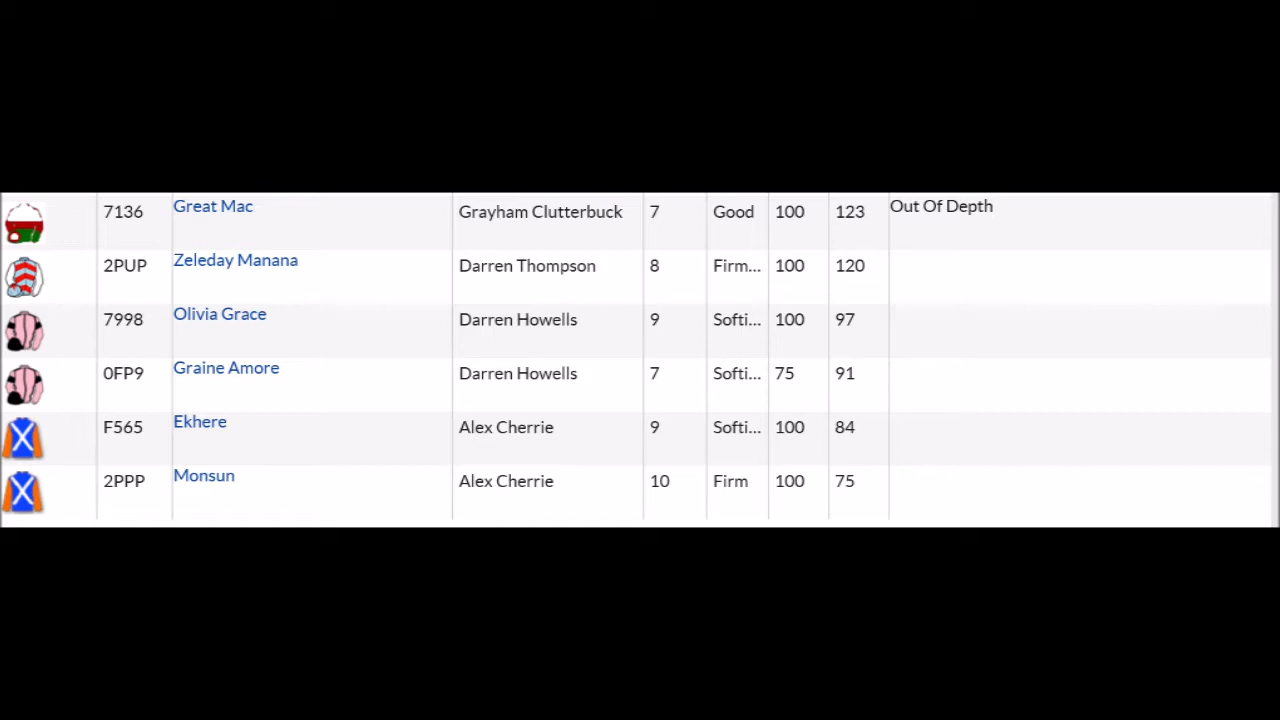 7136 Great Mac Grayham Clutterbuck 7 Good 100 123 Out Of Depth
2PUP Zeleday Manana Darren Thompson 8 Firm... 100 120
7998 Olivia Grace Darren Howells 9 Softi... 100 97
0FP9 Graine Amore Darren Howells 7 Softi... 75 91
F565 Ekhere Alex Cherrie 9 Softi... 100 84
2PPP Monsun Alex Cherrie 10 Firm 100 75